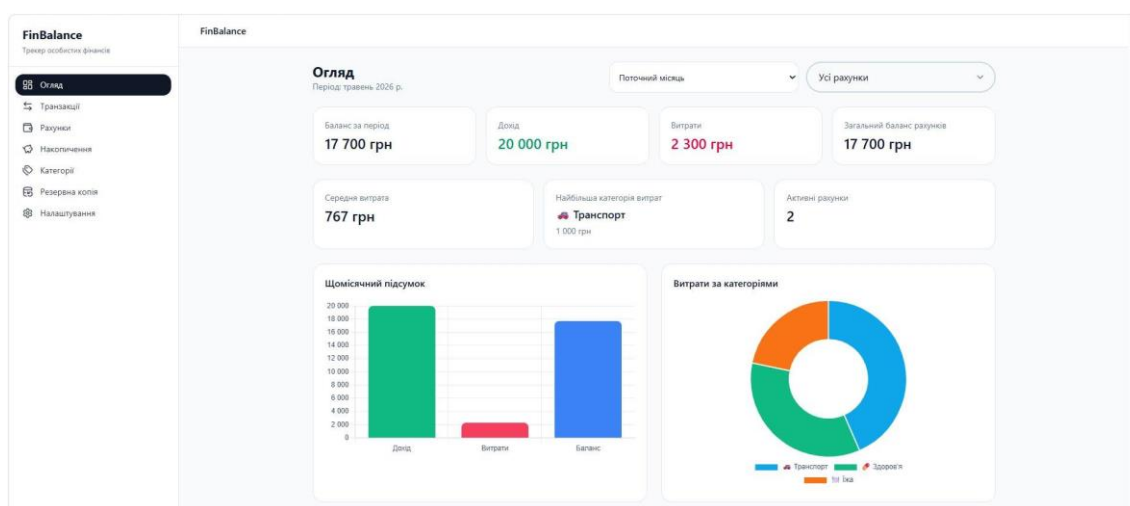 FinBalance
Трекер особистих фінансів
Огляд
Транзакції
Рахунки
Накопичення
Категорії
Резервна копія
Налаштування
FinBalance
Огляд
Період: травень 2026 р.
Поточний місяць
Усі рахунки
Баланс за період
17 700 грн
Дохід
20 000 грн
Витрати
2 300 грн
Загальний баланс рахунків
17 700 грн
Середня витрата
767 грн
Найбільша категорія витрат
Транспорт
1 000 грн
Активні рахунки
2
Щомісячний підсумок
20 000
18 000
16 000
14 000
12 000
10 000
8 000
6 000
4 000
2 000
0
Дохід
Витрати
Баланс
Витрати за категоріями
Транспорт
Здоров'я
Їжа